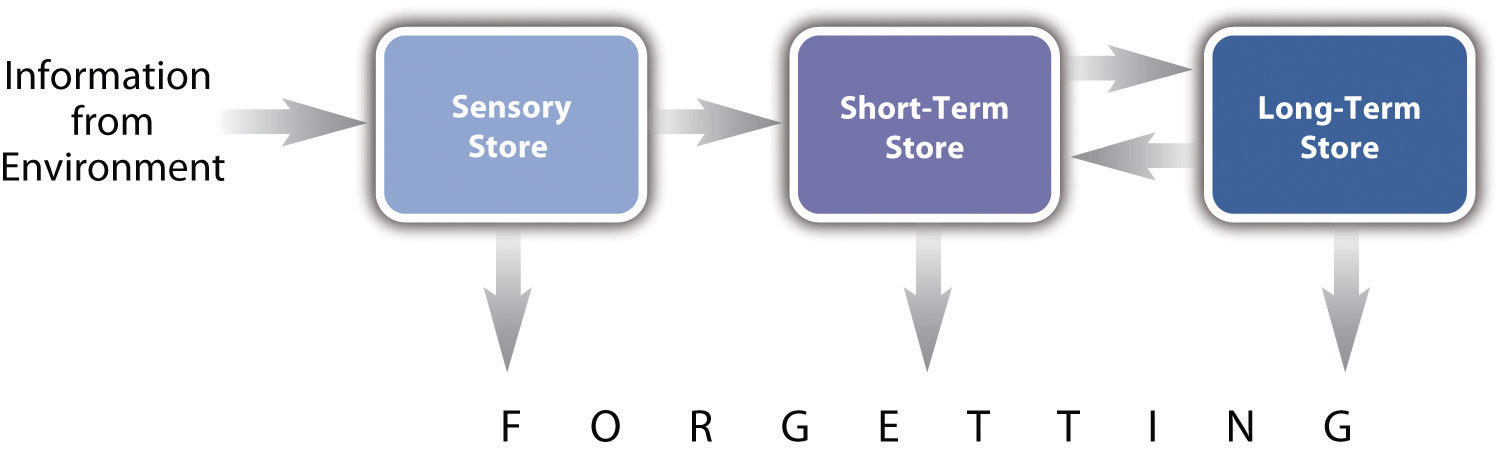 Information
from
Environment
Sensory
Store
Short-Term
Store
Long-Term
Store
F O R G E T T I N G